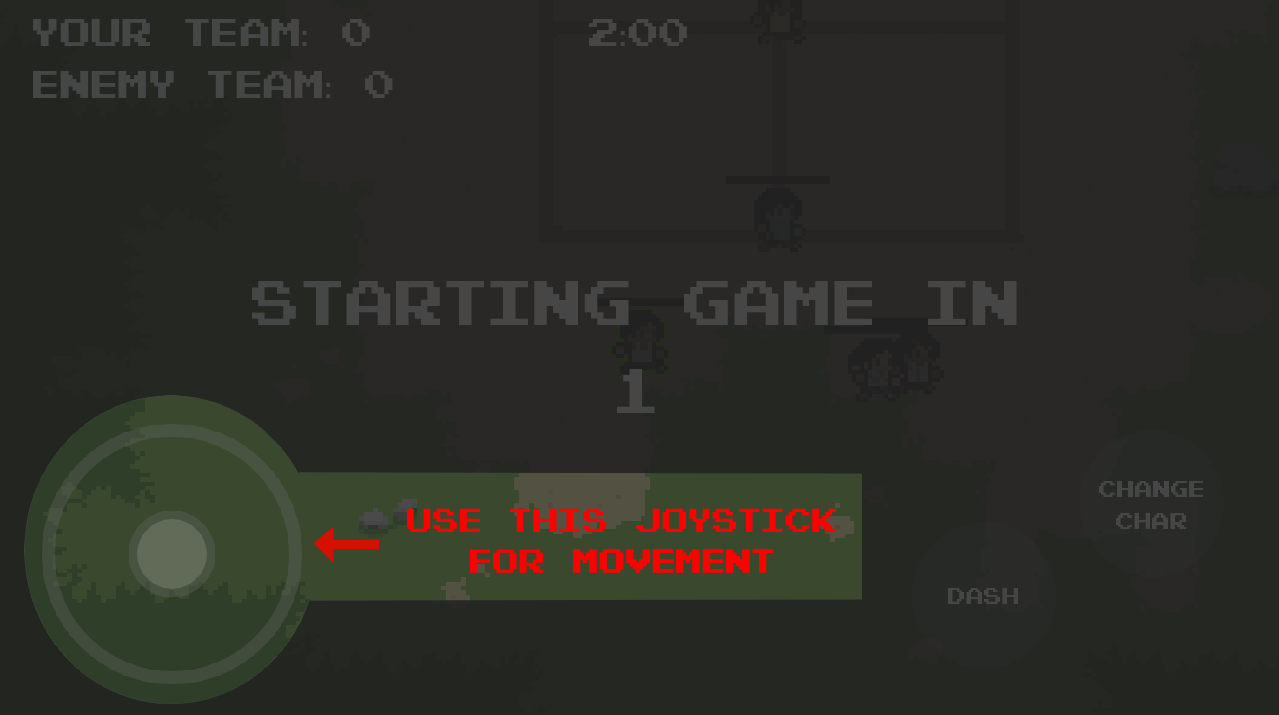 YOUR TEAM: 0
2:00
ENEMY TEAM: 0
STARTING GAME IN
1
USE THIS JOYSTICK
FOR MOVEMENT
CHANGE
CHAR
DASH